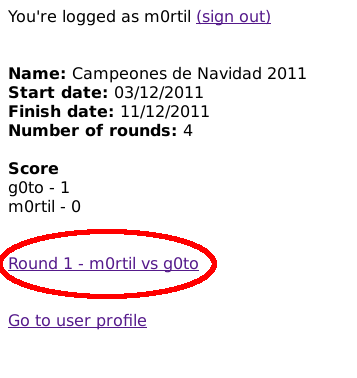 You're logged as m0rtil (sign out)
Name: Campeones de Navidad 2011
Start date: 03/12/2011
Finish date: 11/12/2011
Number of rounds: 4
Score
g0to - 1
m0rtil - 0
Round 1 - m0rtil vs g0to
Go to user profile